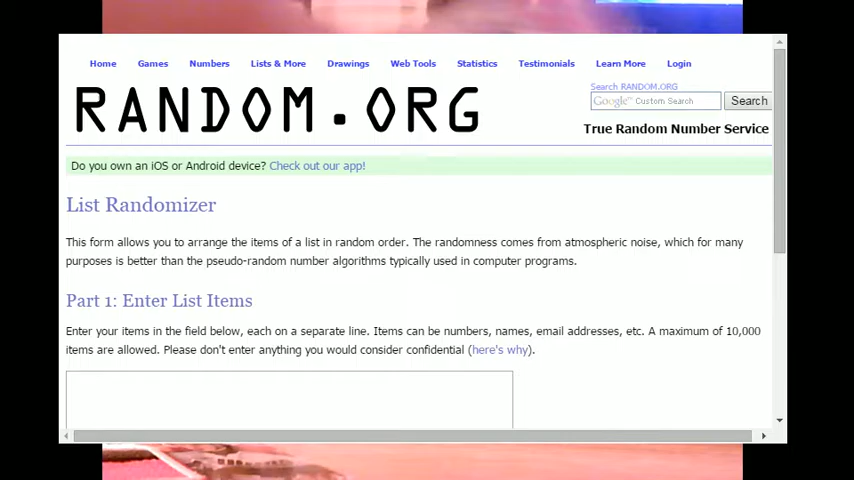 Home Games Numbers Lists & More Drawings Web Tools Statistics Testimonials Learn More Login
Search RANDOM.ORG
RANDOM.ORG
Google™ Custom Search Search
True Random Number Service
Do you own an iOS or Android device? Check out our app!
List Randomizer
This form allows you to arrange the items of a list in random order. The randomness comes from atmospheric noise, which for many
purposes is better than the pseudo-random number algorithms typically used in computer programs.
Part 1: Enter List Items
Enter your items in the field below, each on a separate line. Items can be numbers, names, email addresses, etc. A maximum of 10,000
items are allowed. Please don't enter anything you would consider confidential (here's why).